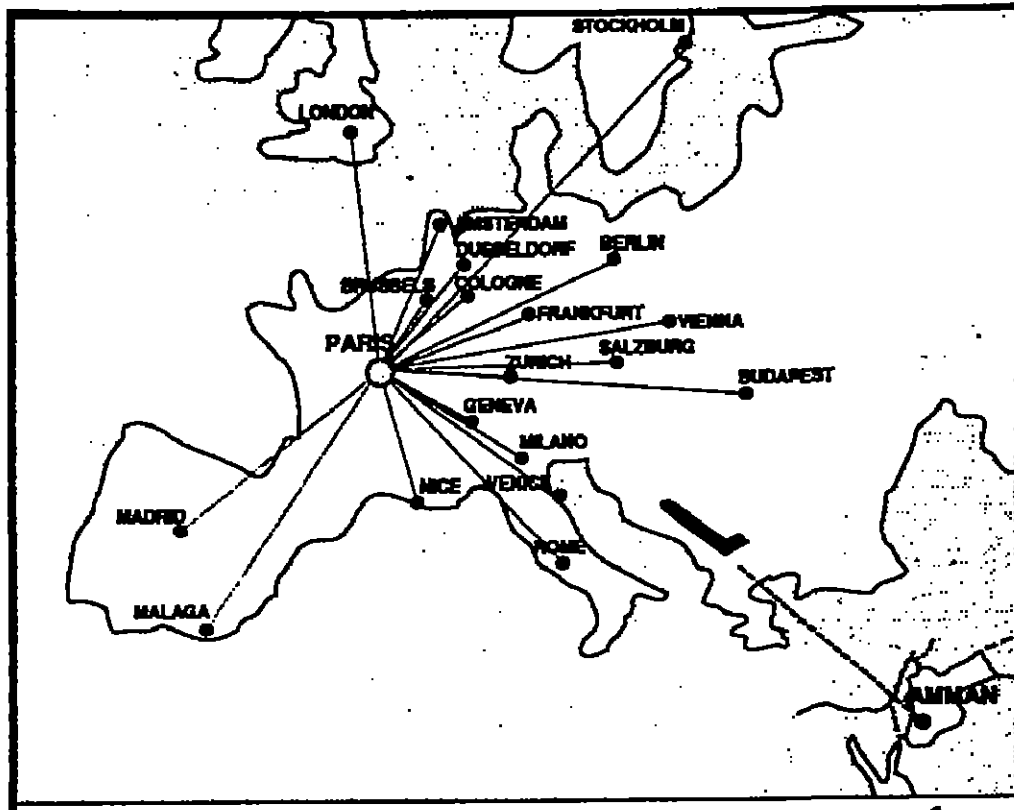 STOCKHOLM
LONDON
AMSTERDAM
DUSSELDORF
BERLIN
BRUSSELS
COLOGNE
FRANKFURT
VIENNA
PARIS
ZURICH
SALZBURG
BUDAPEST
GENEVA
MILANO
NICE
VENICE
MADRID
ROME
MALAGA
AMMAN